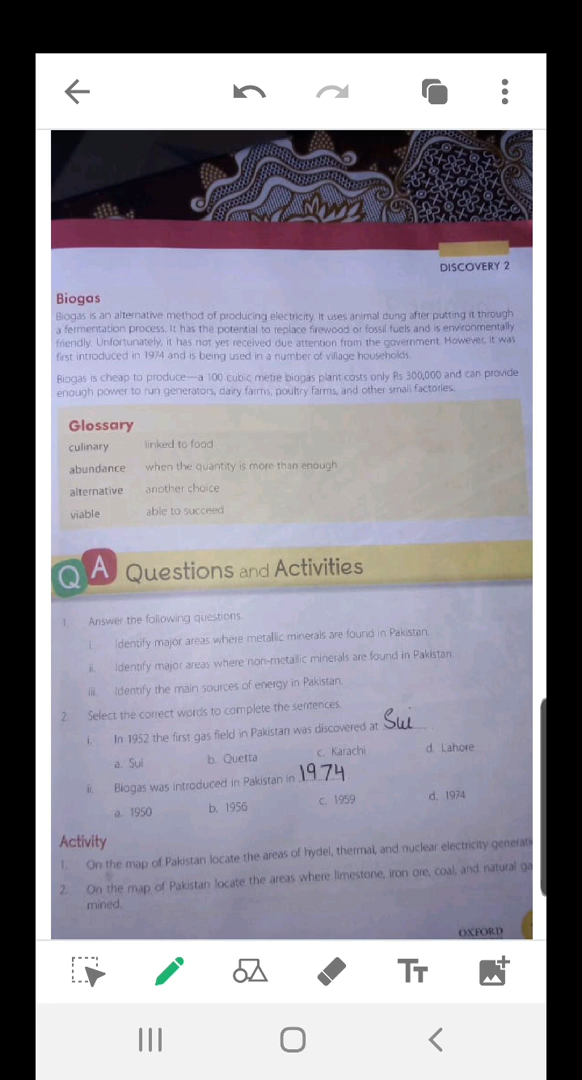 DISCOVERY 2
Biogas
Biogas is an alternative method of producing electricity. It uses animal dung after putting it through
a fermentation process. It has the potential to replace firewood or fossil fuels and is environmentally
friendly. Unfortunately, it has not yet received due attention from the government. However, it was
first introduced in 1974 and is being used in a number of village households.
Biogas is cheap to produce—a 100 cubic metre biogas plant costs only Rs 300,000 and can provide
enough power to run generators, dairy farms, poultry farms, and other small factories.
Glossary
culinary linked to food
abundance when the quantity is more than enough
alternative another choice
viable able to succeed
Q A Questions and Activities
1. Answer the following questions.
i. Identify major areas where metallic minerals are found in Pakistan.
ii. Identify major areas where non-metallic minerals are found in Pakistan.
iii. Identify the main sources of energy in Pakistan.
2. Select the correct words to complete the sentences.
i. In 1952 the first gas field in Pakistan was discovered at Sui
a. Sui b. Quetta c. Karachi d. Lahore
ii. Biogas was introduced in Pakistan in 1974
a. 1950 b. 1956 c. 1959 d. 1974
Activity
1. On the map of Pakistan locate the areas of hydel, thermal, and nuclear electricity generati
2. On the map of Pakistan locate the areas where limestone, iron ore, coal, and natural ga
mined.
OXFORD
TT